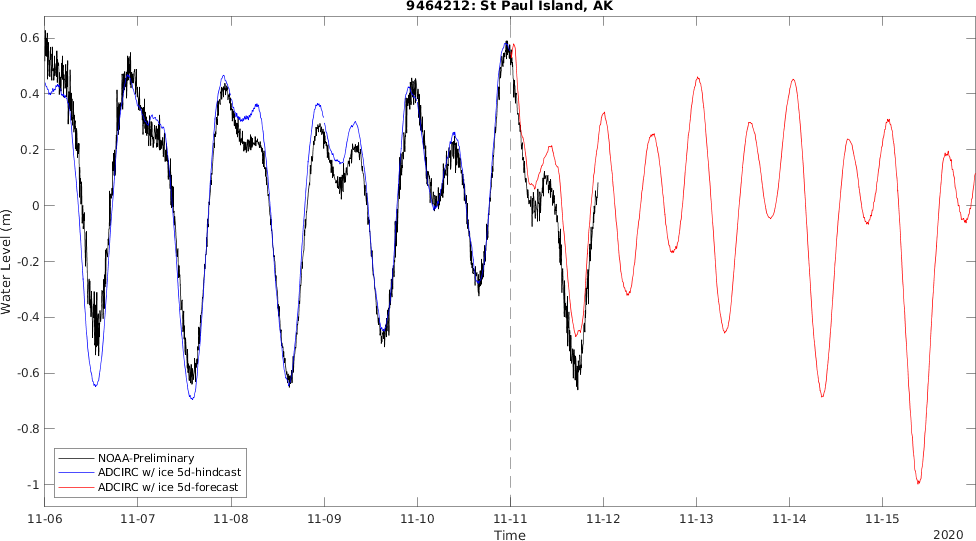 9464212: St Paul Island, AK
0.6
0.4
0.2
0
-0.2
-0.4
-0.6
-0.8
-1
Water Level (m)
NOAA-Preliminary
ADCIRC w/ ice 5d-hindcast
ADCIRC w/ ice 5d-forecast
11-06 11-07 11-08 11-09 11-10 11-11 11-12 11-13 11-14 11-15
Time
2020